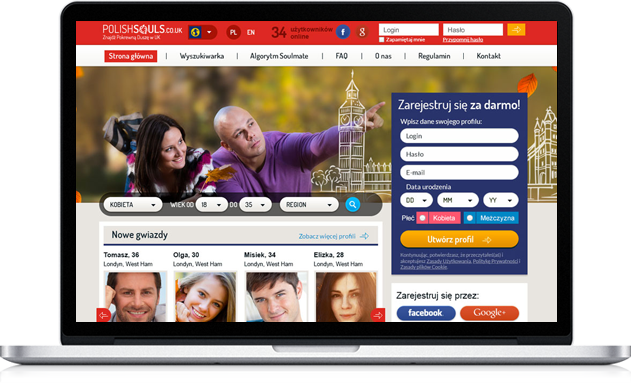 POLISHSOULS.CO.UK
Znajdź Pokrewną Duszę w UK
PL EN
34 użytkowników online
f
g
Login
Hasło
Zapamiętaj mnie
Przypomnij hasło
Strona główna | Wyszukiwarka | Algorytm Soulmate | FAQ | O nas | Regulamin | Kontakt
Zarejestruj się za darmo!
Wpisz dane swojego profilu:
Login
Hasło
E-mail
Data urodzenia
DD MM YY
Płeć Kobieta Mężczyzna
Utwórz profil
Kontynuując, potwierdzasz, że przeczytałeś(aś) i
akceptujesz Zasady Użytkowania, Politykę Prywatności i
Zasady plików Cookie.
KOBIETA WIEK OD 18 DO 35 REGION
Nowe gwiazdy
Zobacz więcej profili
Tomasz, 36
Londyn, West Ham
Olga, 30
Londyn, West Ham
Misiek, 34
Londyn, West Ham
Elizka, 28
Londyn, West Ham
Zarejestruj się przez:
facebook
Google+